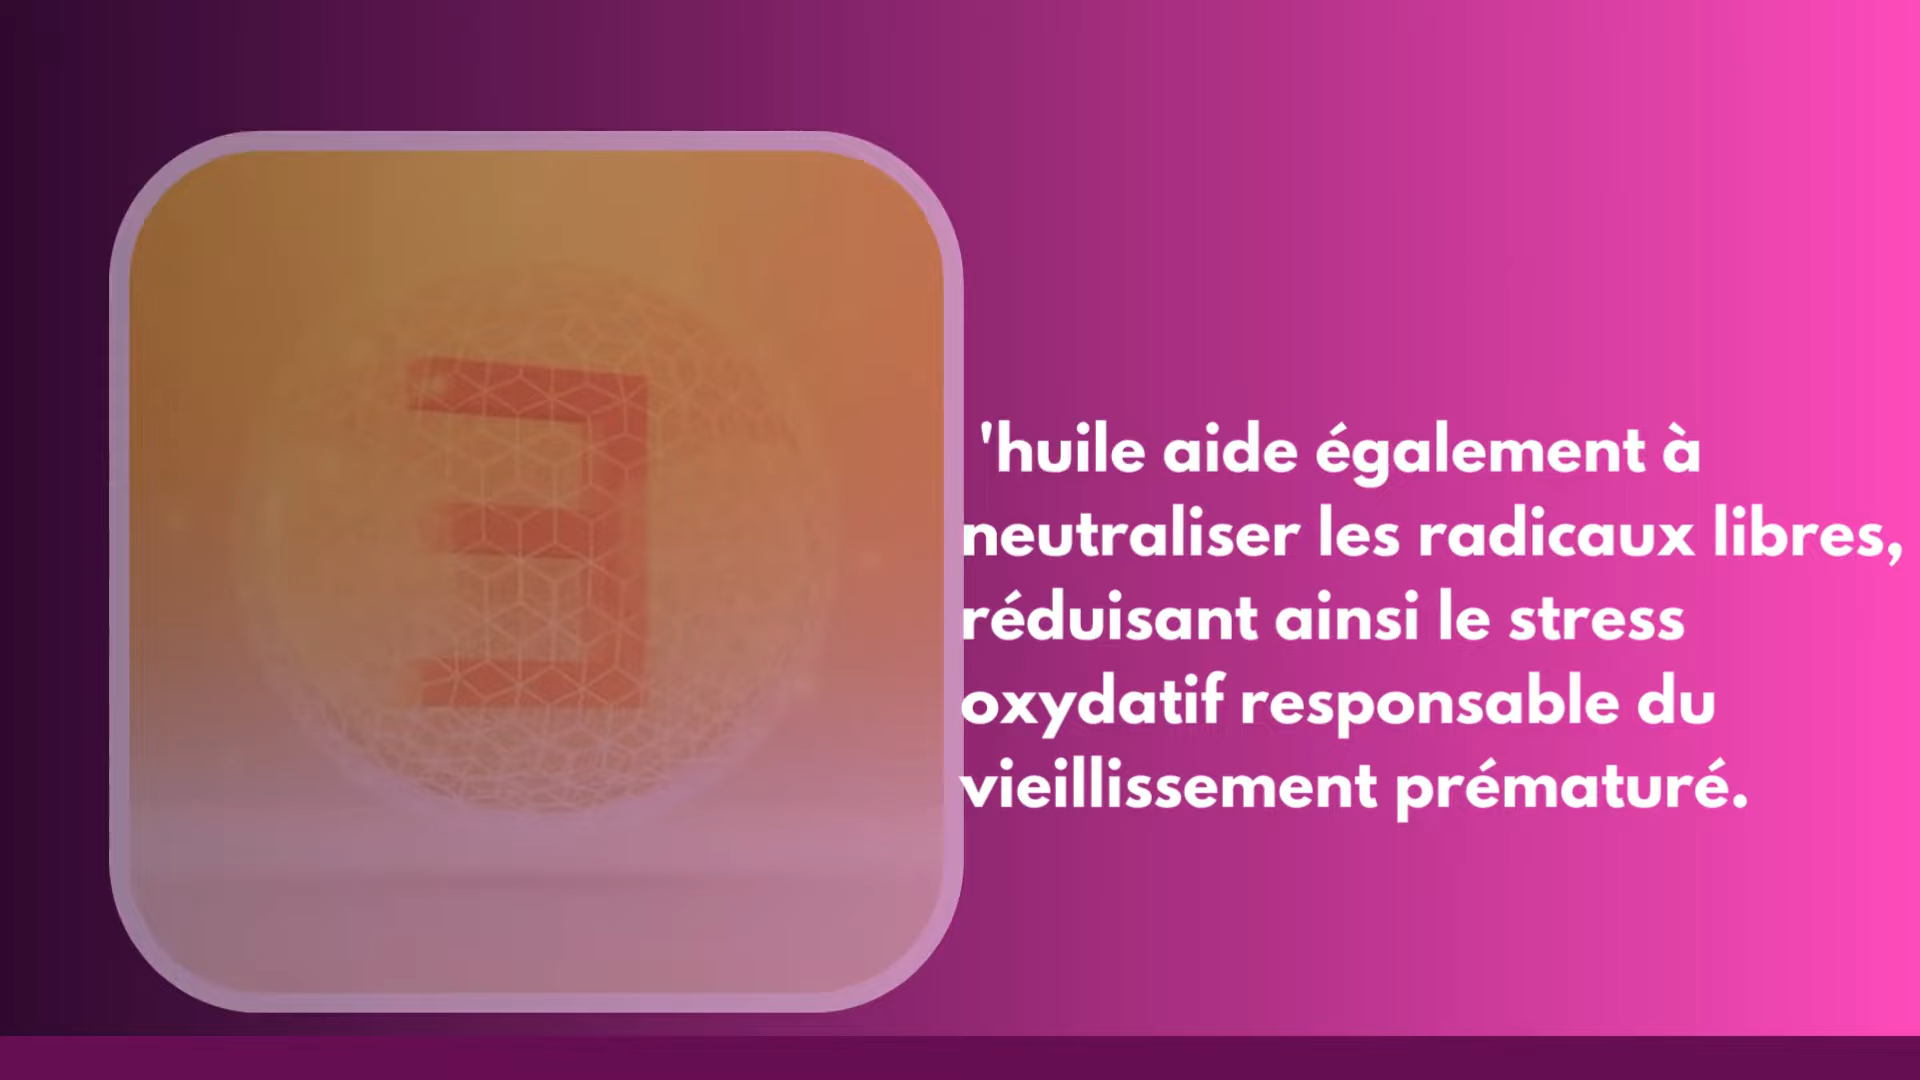 E
'huile aide également à
neutraliser les radicaux libres,
réduisant ainsi le stress
oxydatif responsable du
vieillissement prématuré.